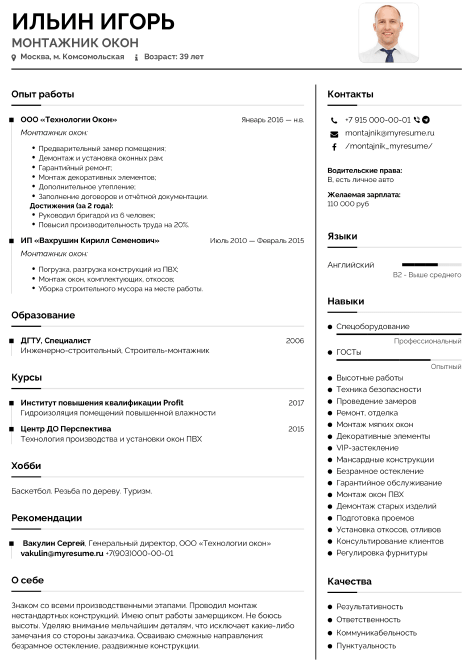 ИЛЬИН ИГОРЬ
МОНТАЖНИК ОКОН
Москва, м. Комсомольская Возраст: 39 лет
Опыт работы
ООО «Технологии Окон» Январь 2016 — н.в.
Монтажник окон:
Предварительный замер помещения;
Демонтаж и установка оконных рам;
Гарантийный ремонт;
Монтаж декоративных элементов;
Дополнительное утепление;
Заполнение договоров и отчётной документации.
Достижения (за 2 года):
Руководил бригадой из 6 человек;
Повысил производительность труда на 20%.
ИП «Вахрушин Кирилл Семенович» Июль 2010 — Февраль 2015
Монтажник окон:
Погрузка, разгрузка конструкций из ПВХ;
Монтаж окон, комплектующих, откосов;
Уборка строительного мусора на месте работы.
Образование
ДГТУ, Специалист 2006
Инженерно-строительный, Строитель-монтажник
Курсы
Институт повышения квалификации Profit 2017
Гидроизоляция помещений повышенной влажности
Центр ДО Перспектива 2015
Технология производства и установки окон ПВХ
Хобби
Баскетбол. Резьба по дереву. Туризм.
Рекомендации
Вакулин Сергей, Генеральный директор, ООО «Технологии окон»
vakulin@myresume.ru +7(903)000-00-01
О себе
Знаком со всеми производственными этапами. Проводил монтаж
нестандартных конструкций. Имею опыт работы замерщиком. Не боюсь
высоты. Уделяю внимание мельчайшим деталям, что исключает какие-либо
замечания со стороны заказчика. Осваиваю смежные направления:
безрамное остекление, раздвижные конструкции.
Контакты
+7 915 000-00-01
montajnik@myresume.ru
/montajnik_myresume/
Водительские права:
B, есть личное авто
Желаемая зарплата:
110 000 руб
Языки
Английский
B2 - Выше среднего
Навыки
Спецоборудование
Профессиональный
ГОСТы
Опытный
Высотные работы
Техника безопасности
Проведение замеров
Ремонт, отделка
Монтаж мягких окон
Декоративные элементы
VIP-застекление
Мансардные конструкции
Безрамное остекление
Гарантийное обслуживание
Монтаж окон ПВХ
Демонтаж старых изделий
Подготовка проемов
Установка откосов, отливов
Консультирование клиентов
Регулировка фурнитуры
Качества
Результативность
Ответственность
Коммуникабельность
Пунктуальность